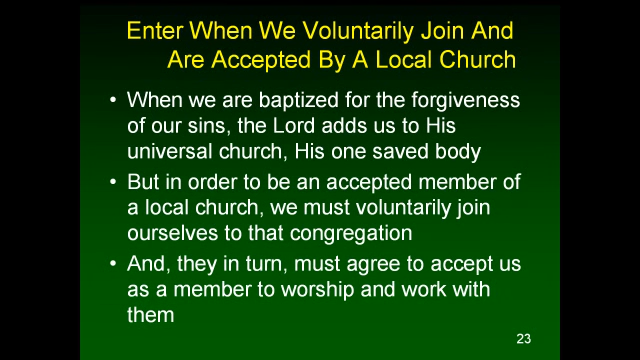 Enter When We Voluntarily Join And
Are Accepted By A Local Church
• When we are baptized for the forgiveness
of our sins, the Lord adds us to His
universal church, His one saved body
• But in order to be an accepted member of
a local church, we must voluntarily join
ourselves to that congregation
• And, they in turn, must agree to accept us
as a member to worship and work with
them
23